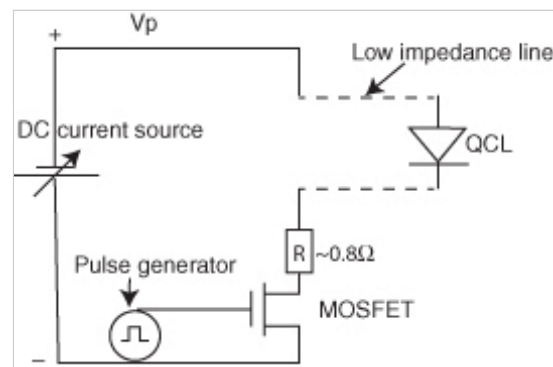 Vp
+
Low impedance line
DC current source
QCL
R ~0.8Ω
Pulse generator
MOSFET
−